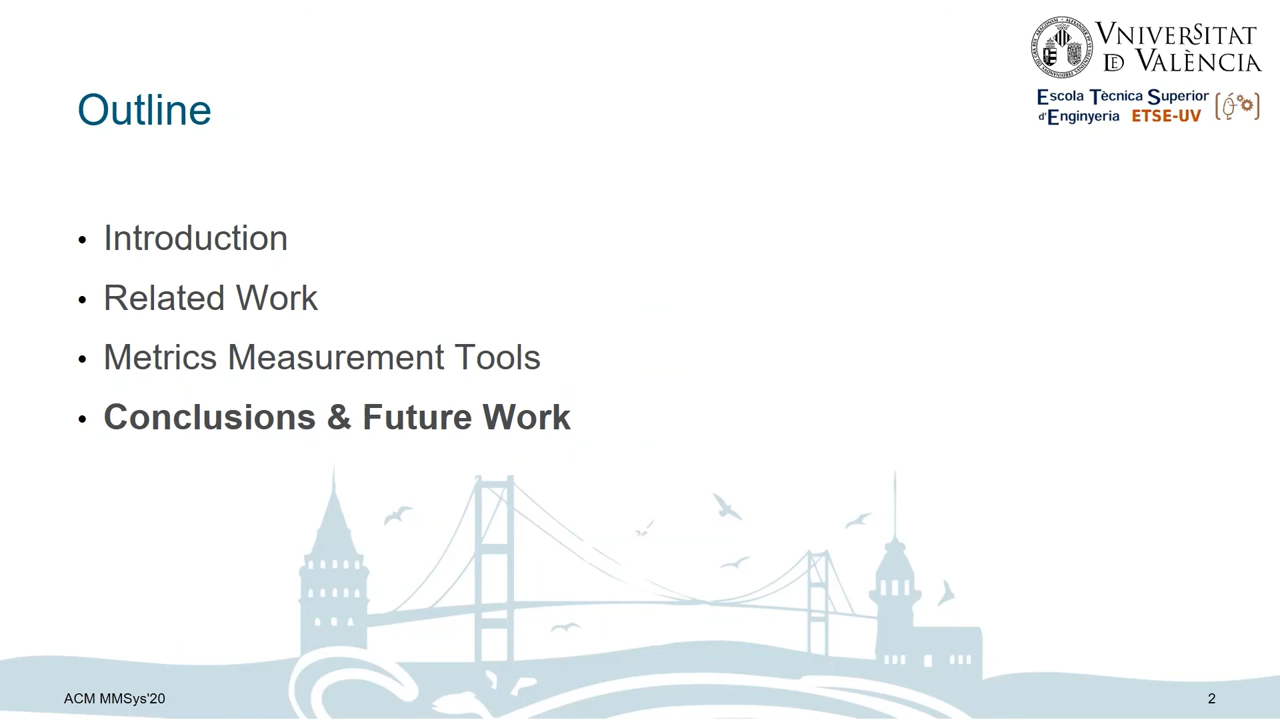 VNIVERSITAT
DE VALÈNCIA
Escola Tècnica Superior
d'Enginyeria ETSE-UV
Outline
• Introduction
• Related Work
• Metrics Measurement Tools
• Conclusions & Future Work
ACM MMSys'20
2